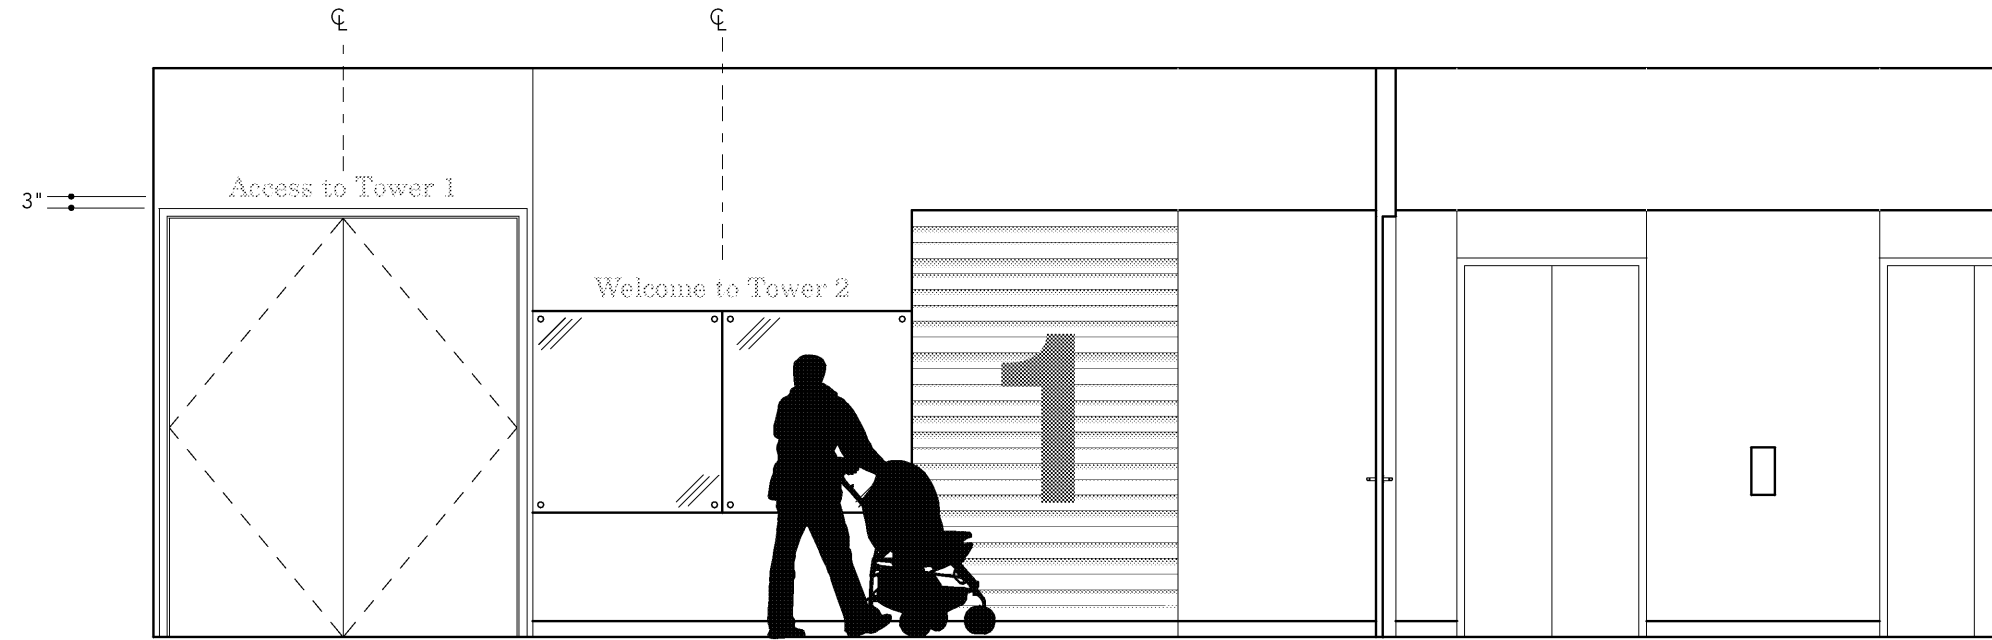 ℄
℄
Access to Tower 1
3"
Welcome to Tower 2
1